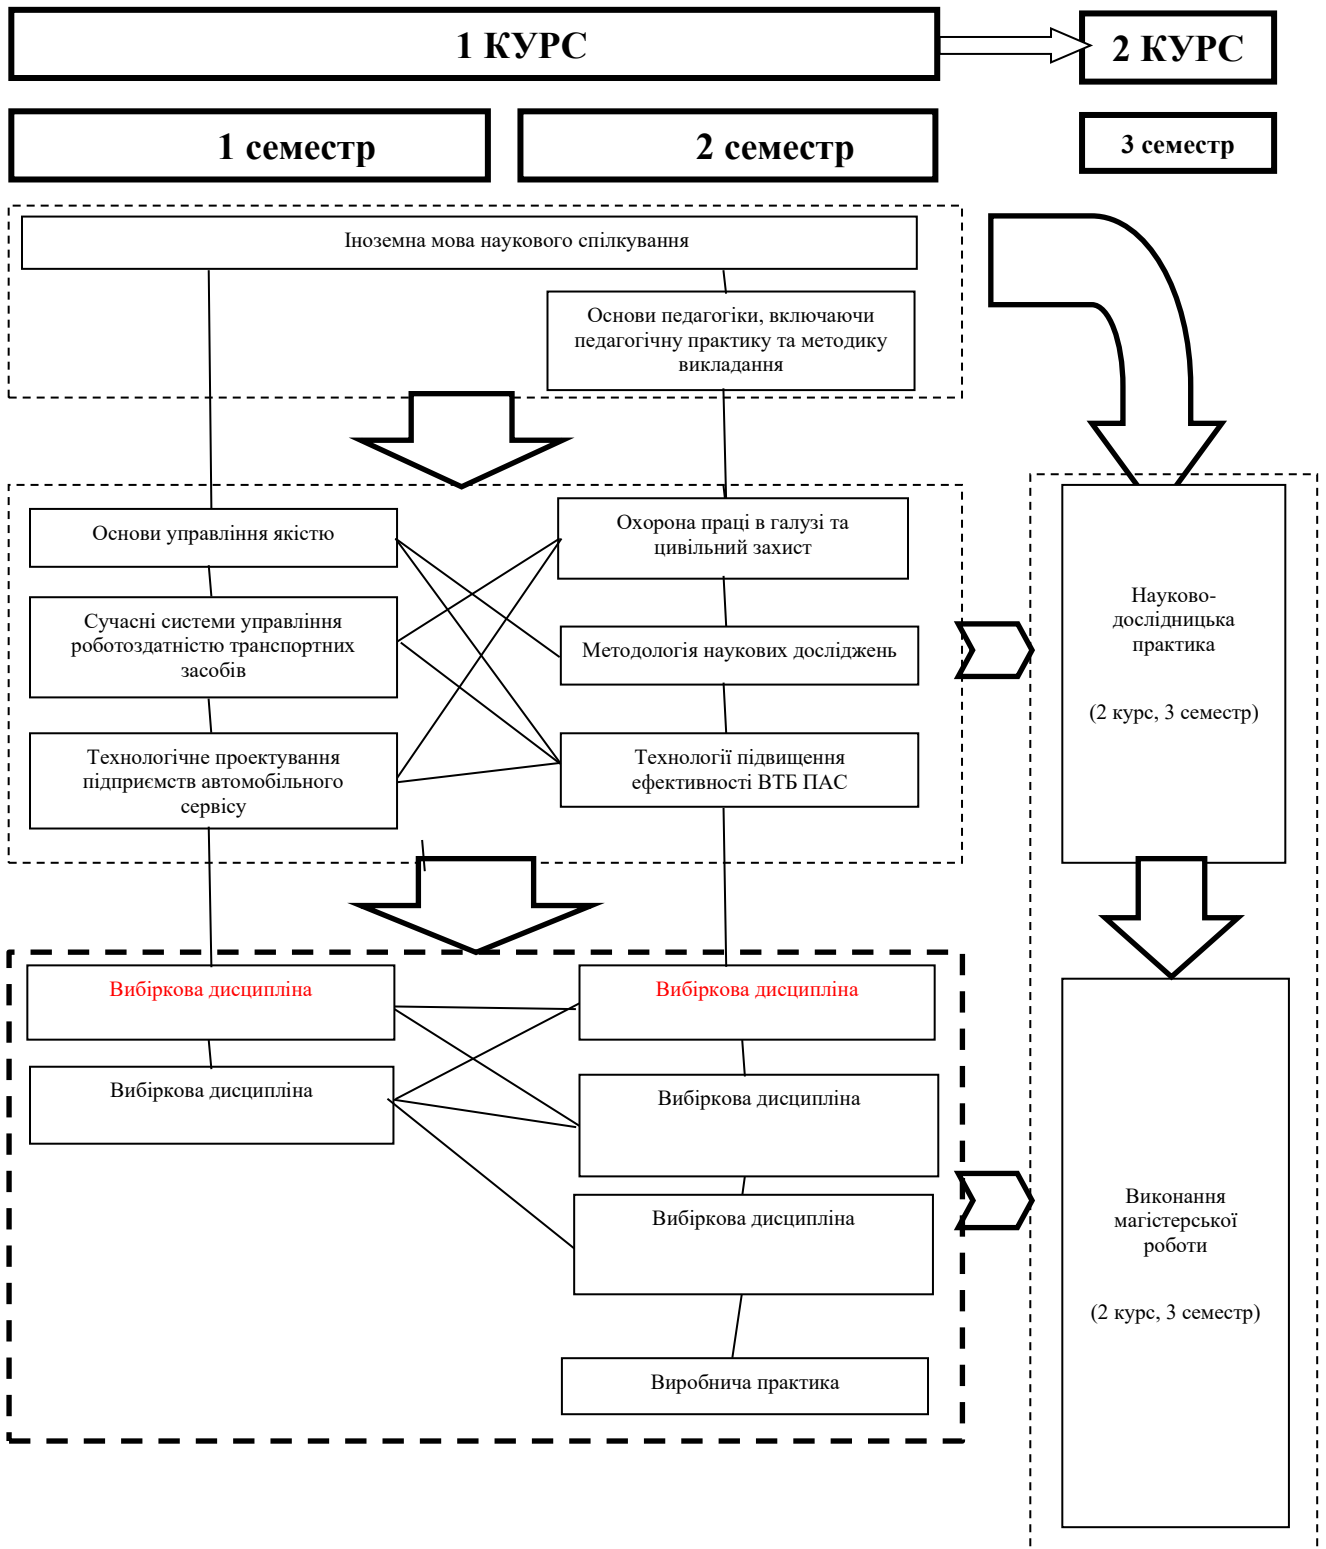 1 КУРС
2 КУРС
1 семестр
2 семестр
3 семестр
Іноземна мова наукового спілкування
Основи педагогіки, включаючи
педагогічну практику та методику
викладання
Основи управління якістю
Охорона праці в галузі та
цивільний захист
Сучасні системи управління
роботоздатністю транспортних
засобів
Методологія наукових досліджень
Технологічне проектування
підприємств автомобільного
сервісу
Технології підвищення
ефективності ВТБ ПАС
Науково-
дослідницька
практика
(2 курс, 3 семестр)
Вибіркова дисципліна
Вибіркова дисципліна
Вибіркова дисципліна
Вибіркова дисципліна
Вибіркова дисципліна
Виробнича практика
Виконання
магістерської
роботи
(2 курс, 3 семестр)